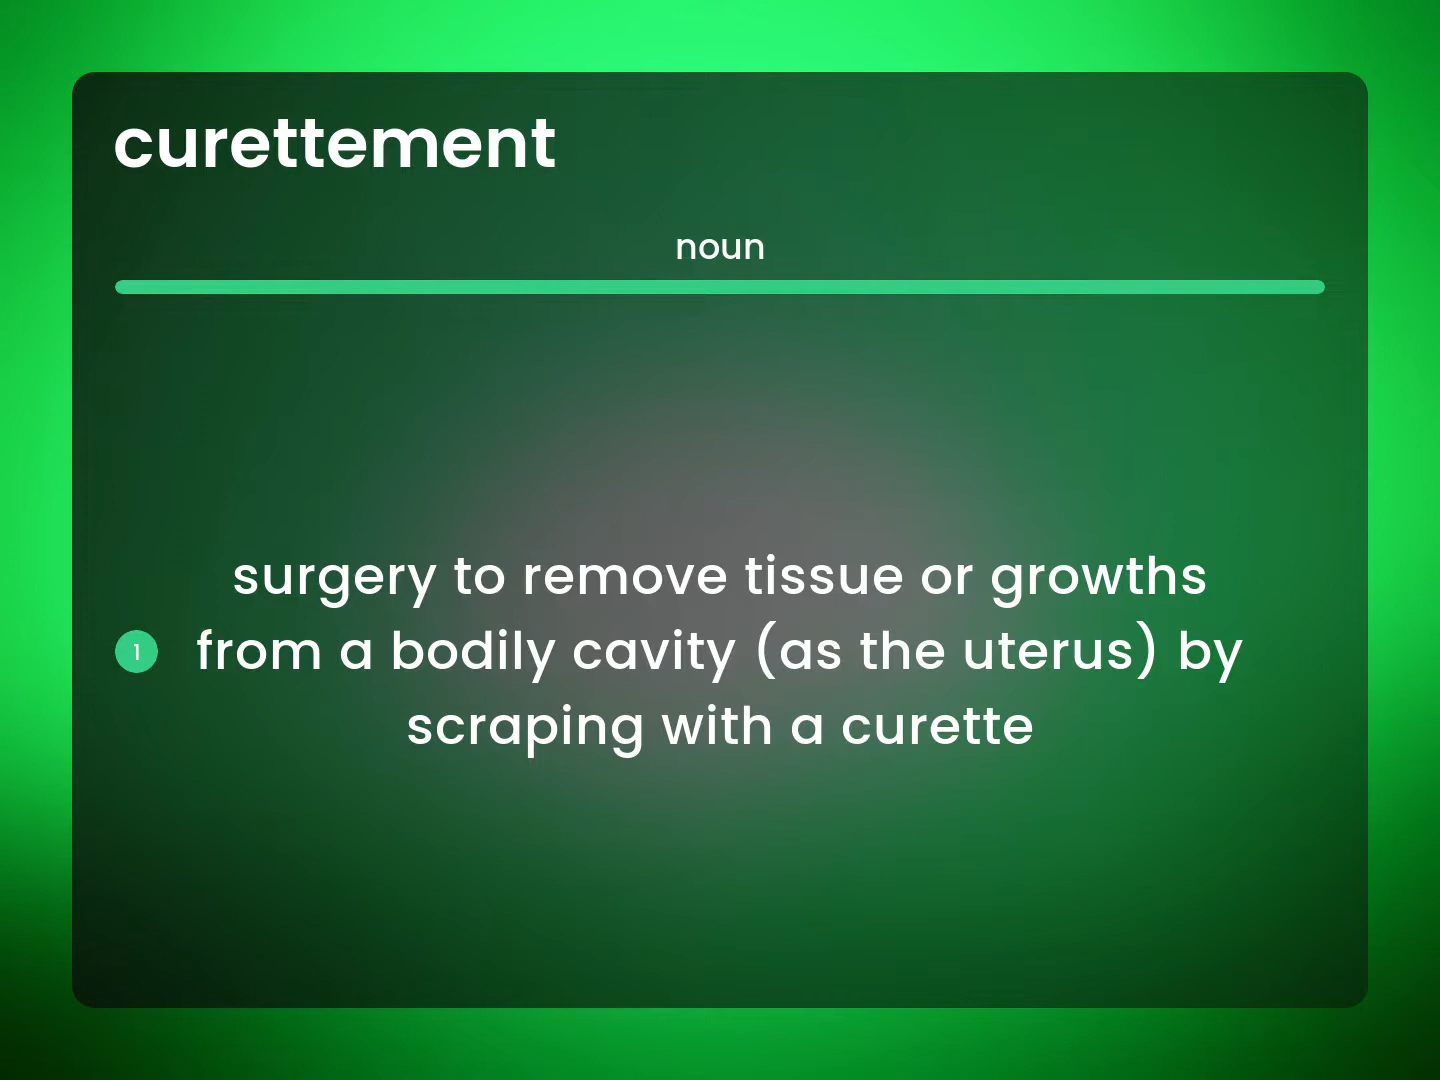 curettement
noun
surgery to remove tissue or growths
1 from a bodily cavity (as the uterus) by
scraping with a curette